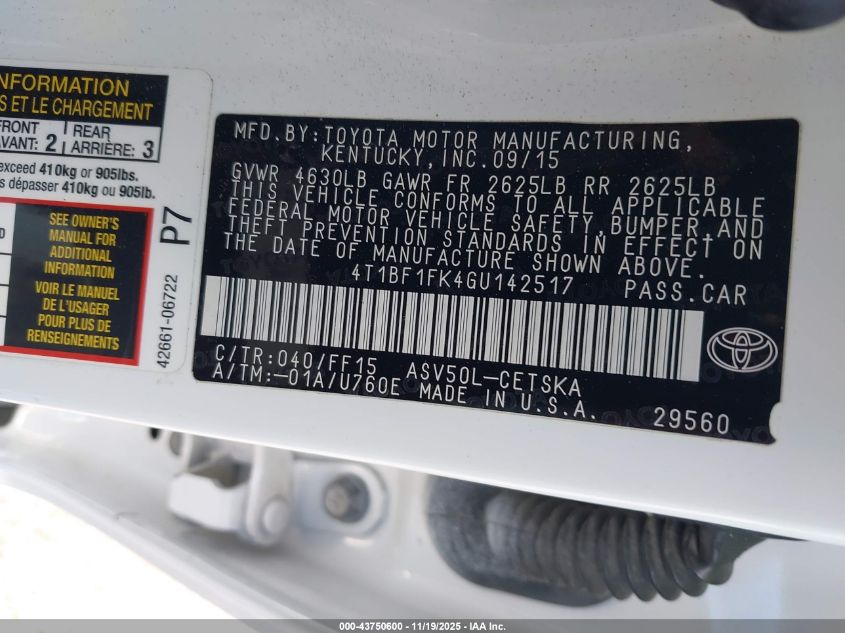 NFORMATION
S ET LE CHARGEMENT
FRONT
AVANT: 2
REAR
ARRIÈRE: 3
exceed 410kg or 905lbs.
s dépasser 410kg ou 905lb.
D
SEE OWNER'S
MANUAL FOR
ADDITIONAL
INFORMATION
VOIR LE MANUEL
DE L'USAGER
POUR PLUS DE
RENSEIGNEMENTS
P7
42661-06722
MFD.BY:TOYOTA MOTOR MANUFACTURING,
KENTUCKY,INC.09/15
GVWR 4630LB GAWR FR 2625LB RR 2625LB
THIS VEHICLE CONFORMS TO ALL APPLICABLE
FEDERAL MOTOR VEHICLE SAFETY,BUMPER,AND
THEFT PREVENTION STANDARDS IN EFFECT ON
THE DATE OF MANUFACTURE SHOWN ABOVE.
4T1BF1FK4GU142517 PASS.CAR
C/TR:040/FF15 ASV50L-CETSKA
A/TM:-01A/U760E MADE IN U.S.A. 29560
000-43750600 - 11/19/2025 - IAA Inc.